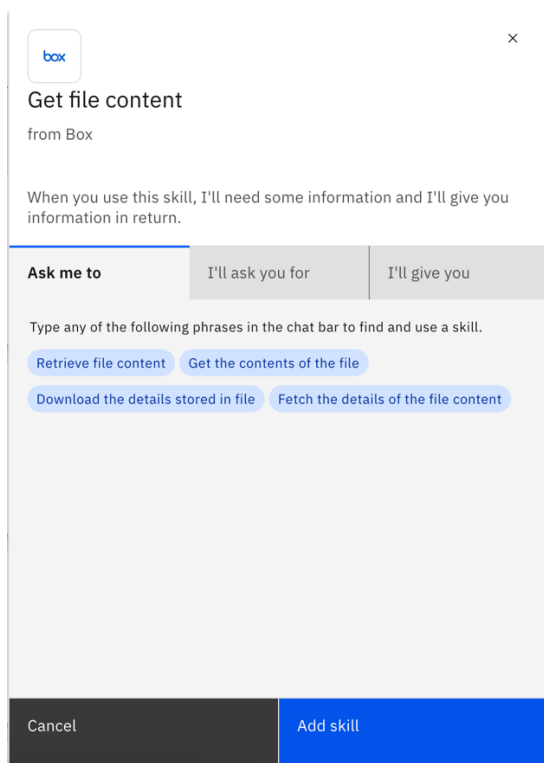 box
Get file content
from Box
When you use this skill, I'll need some information and I'll give you
information in return.
Ask me to
I'll ask you for
I'll give you
Type any of the following phrases in the chat bar to find and use a skill.
Retrieve file content
Get the contents of the file
Download the details stored in file
Fetch the details of the file content
Cancel
Add skill